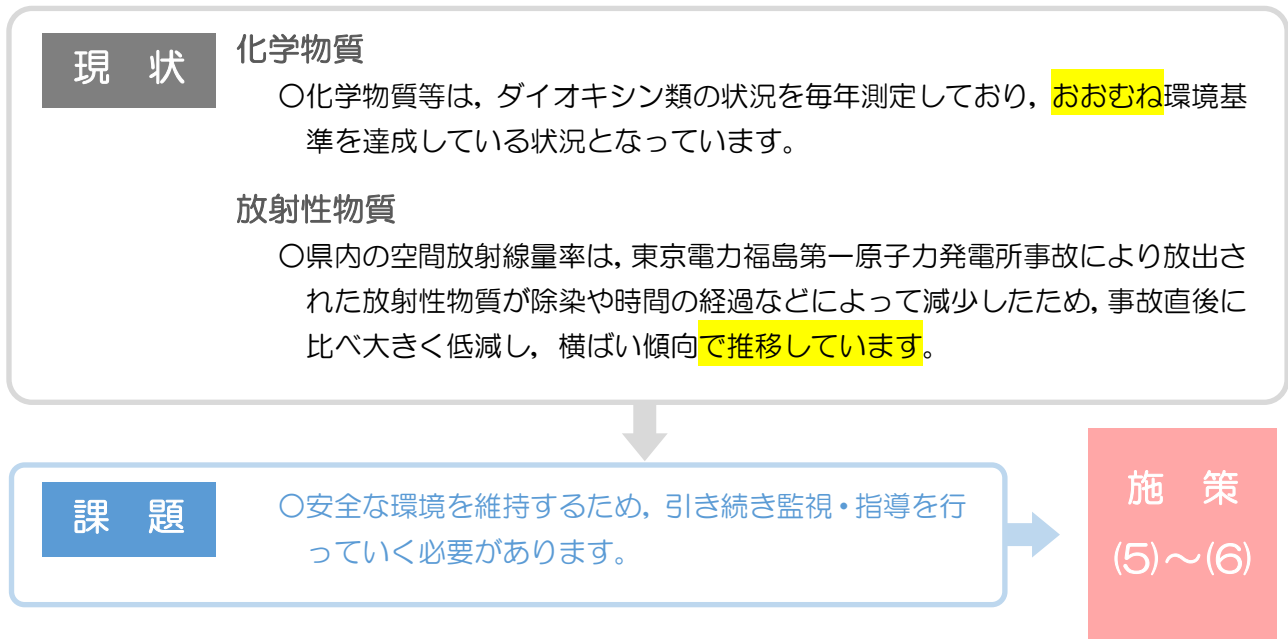 現 状
化学物質
○化学物質等は，ダイオキシン類の状況を毎年測定しており，おおむね環境基
準を達成している状況となっています。
放射性物質
○県内の空間放射線量率は，東京電力福島第一原子力発電所事故により放出さ
れた放射性物質が除染や時間の経過などによって減少したため，事故直後に
比べ大きく低減し，横ばい傾向で推移しています。
課 題
○安全な環境を維持するため，引き続き監視・指導を行
っていく必要があります。
施 策
(5)～(6)